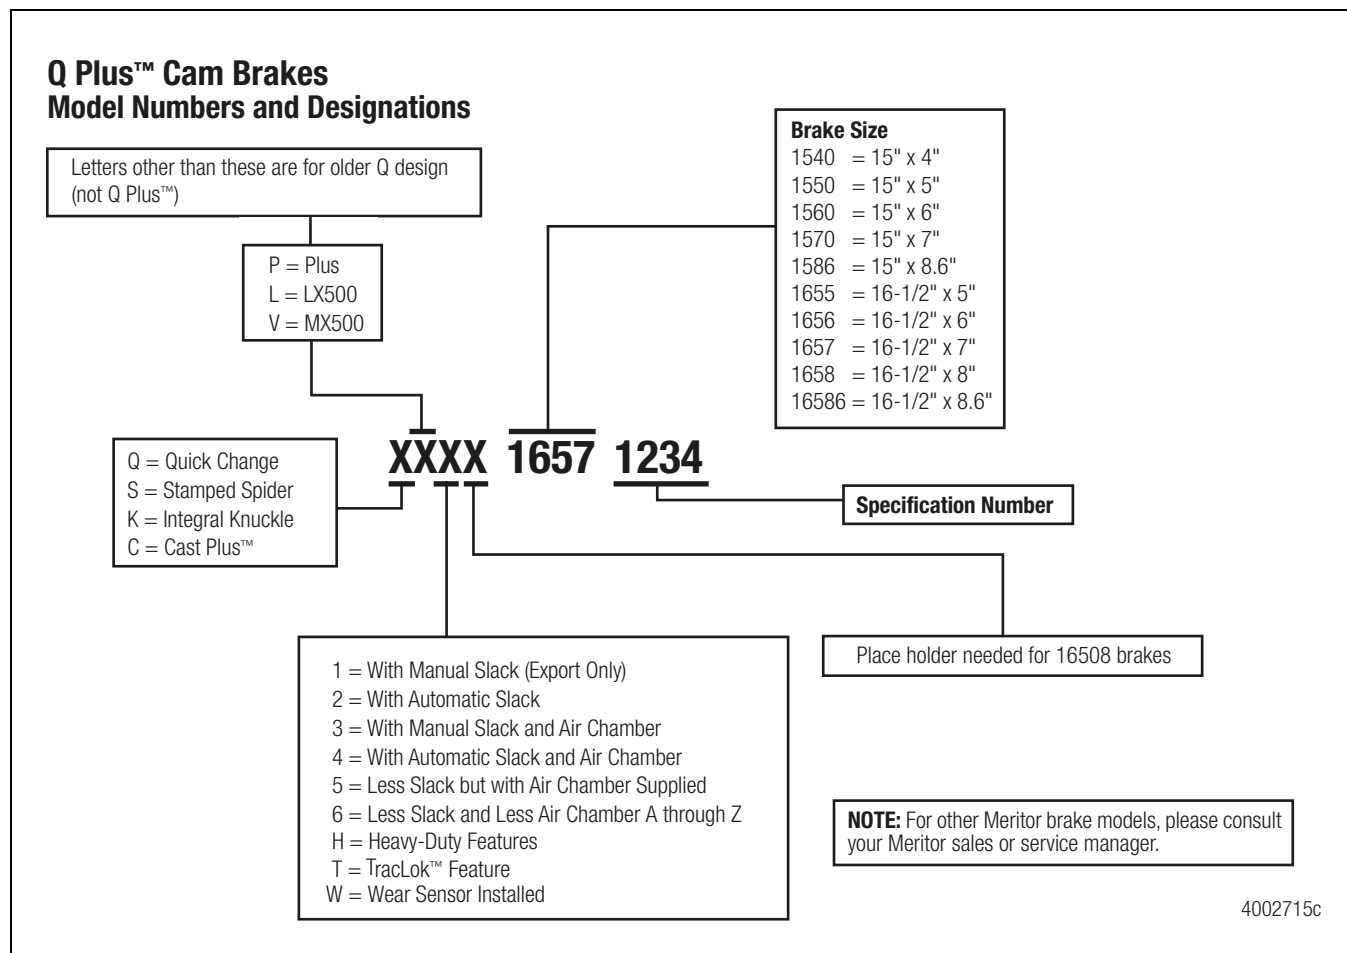 Q Plus™ Cam Brakes
Model Numbers and Designations
Letters other than these are for older Q design
(not Q Plus™)
P = Plus
L = LX500
V = MX500
Brake Size
1540 = 15" x 4"
1550 = 15" x 5"
1560 = 15" x 6"
1570 = 15" x 7"
1586 = 15" x 8.6"
1655 = 16-1/2" x 5"
1656 = 16-1/2" x 6"
1657 = 16-1/2" x 7"
1658 = 16-1/2" x 8"
16586 = 16-1/2" x 8.6"
XXXX 1657 1234
Q = Quick Change
S = Stamped Spider
K = Integral Knuckle
C = Cast Plus™
Specification Number
1 = With Manual Slack (Export Only)
2 = With Automatic Slack
3 = With Manual Slack and Air Chamber
4 = With Automatic Slack and Air Chamber
5 = Less Slack but with Air Chamber Supplied
6 = Less Slack and Less Air Chamber A through Z
H = Heavy-Duty Features
T = TracLok™ Feature
W = Wear Sensor Installed
Place holder needed for 16508 brakes
NOTE: For other Meritor brake models, please consult
your Meritor sales or service manager.
4002715c